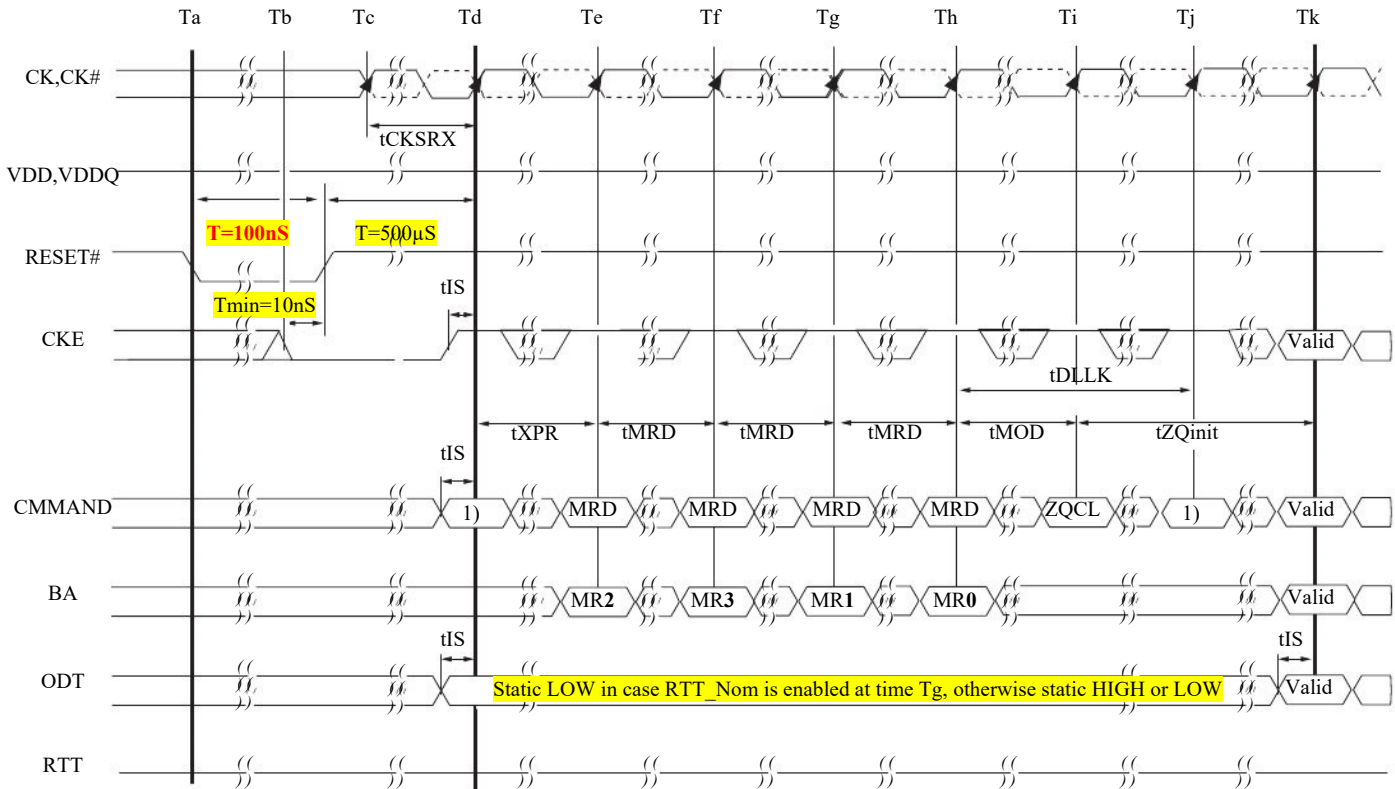 Ta Tb Tc Td Te Tf Tg Th Ti Tj Tk
CK,CK#
tCKSRX
VDD,VDDQ
T=100nS T=500µS
RESET#
Tmin=10nS tIS
CKE Valid
tDLLK
tXPR tMRD tMRD tMRD tMOD tZQinit
tIS
CMMAND 1) MRD MRD MRD MRD ZQCL 1) Valid
BA MR2 MR3 MR1 MR0 Valid
tIS tIS
ODT Static LOW in case RTT_Nom is enabled at time Tg, otherwise static HIGH or LOW Valid
RTT